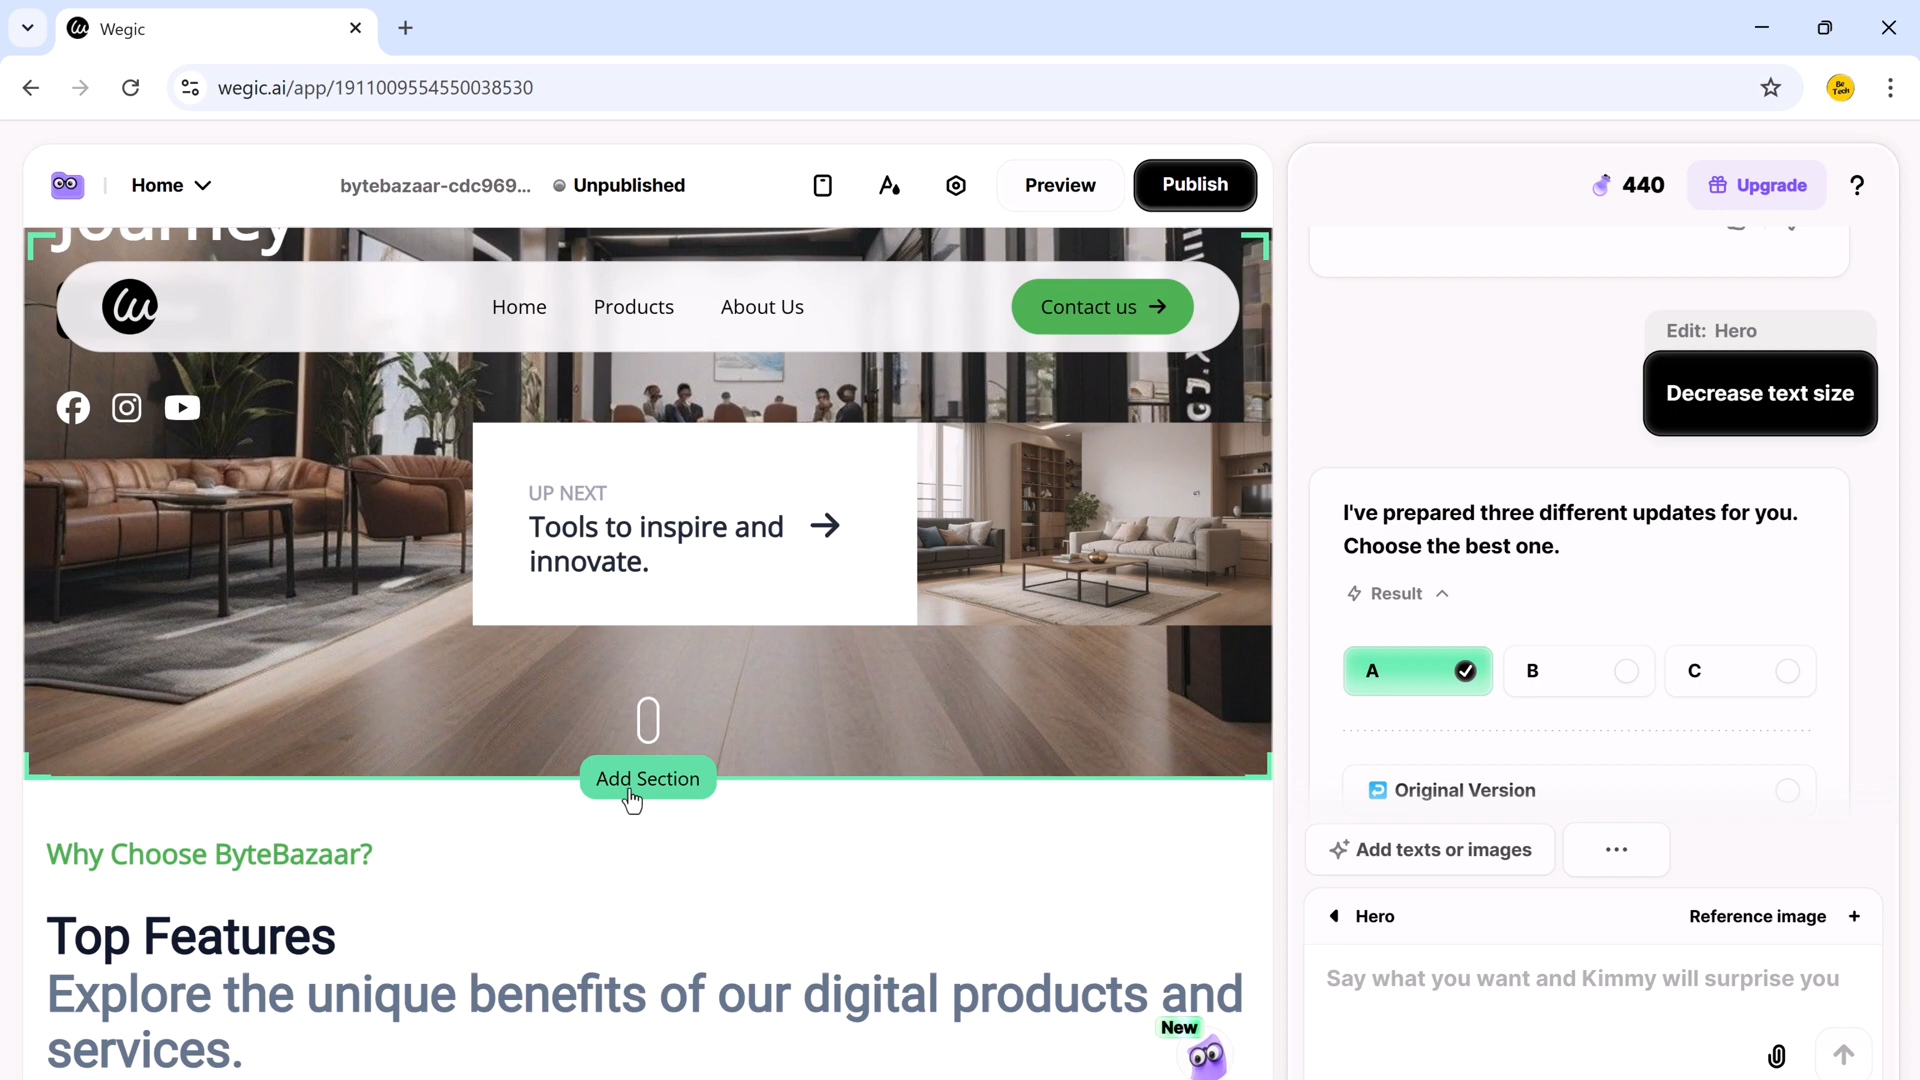 Wegic
wegic.ai/app/1911009554550038530
Be
Tech
Home
bytebazaar-cdc969...
Unpublished
Preview
Publish
440
Upgrade
?
Journey
Home
Products
About Us
Contact us
UP NEXT
Tools to inspire and
innovate.
Add Section
Why Choose ByteBazaar?
Top Features
Explore the unique benefits of our digital products and
services.
New
Edit: Hero
Decrease text size
I've prepared three different updates for you.
Choose the best one.
Result
A
B
C
Original Version
Add texts or images
Hero
Reference image +
Say what you want and Kimmy will surprise you